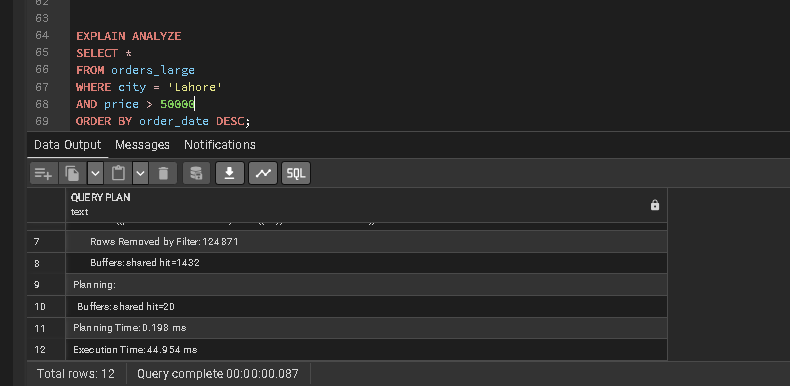 62
63
64 EXPLAIN ANALYZE
65 SELECT *
66 FROM orders_large
67 WHERE city = 'Lahore'
68 AND price > 50000
69 ORDER BY order_date DESC;
Data Output Messages Notifications
SQL
QUERY PLAN
text
7 Rows Removed by Filter: 124871
8 Buffers: shared hit=1432
9 Planning:
10 Buffers: shared hit=20
11 Planning Time: 0.198 ms
12 Execution Time: 44.954 ms
Total rows: 12 Query complete 00:00:00.087